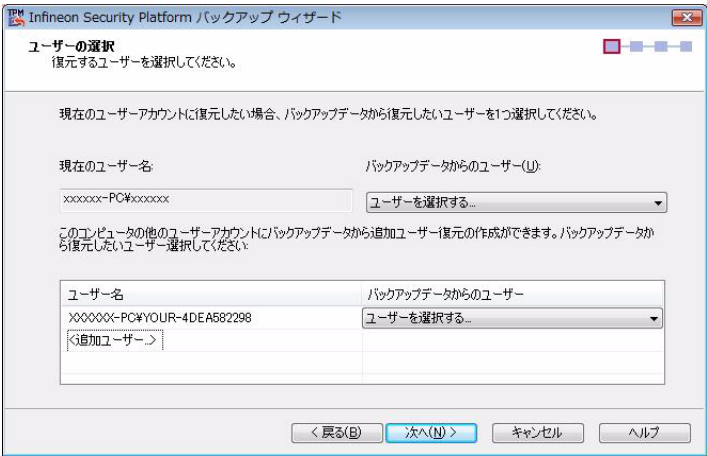 TPM Infineon Security Platform バックアップ ウィザード
ユーザーの選択
復元するユーザーを選択してください。
現在のユーザーアカウントに復元したい場合、バックアップデータから復元したいユーザーを1つ選択してください。
現在のユーザー名:
バックアップデータからのユーザー(U):
xxxxxx-PC¥xxxxxx
ユーザーを選択する...
このコンピュータの他のユーザーアカウントにバックアップデータから追加ユーザー復元の作成ができます。バックアップデータか
ら復元したいユーザー選択してください:
ユーザー名
バックアップデータからのユーザー
XXXXXX-PC¥YOUR-4DEA582298
ユーザーを選択する...
<追加ユーザー...>
< 戻る(B)
次へ(N) >
キャンセル
ヘルプ